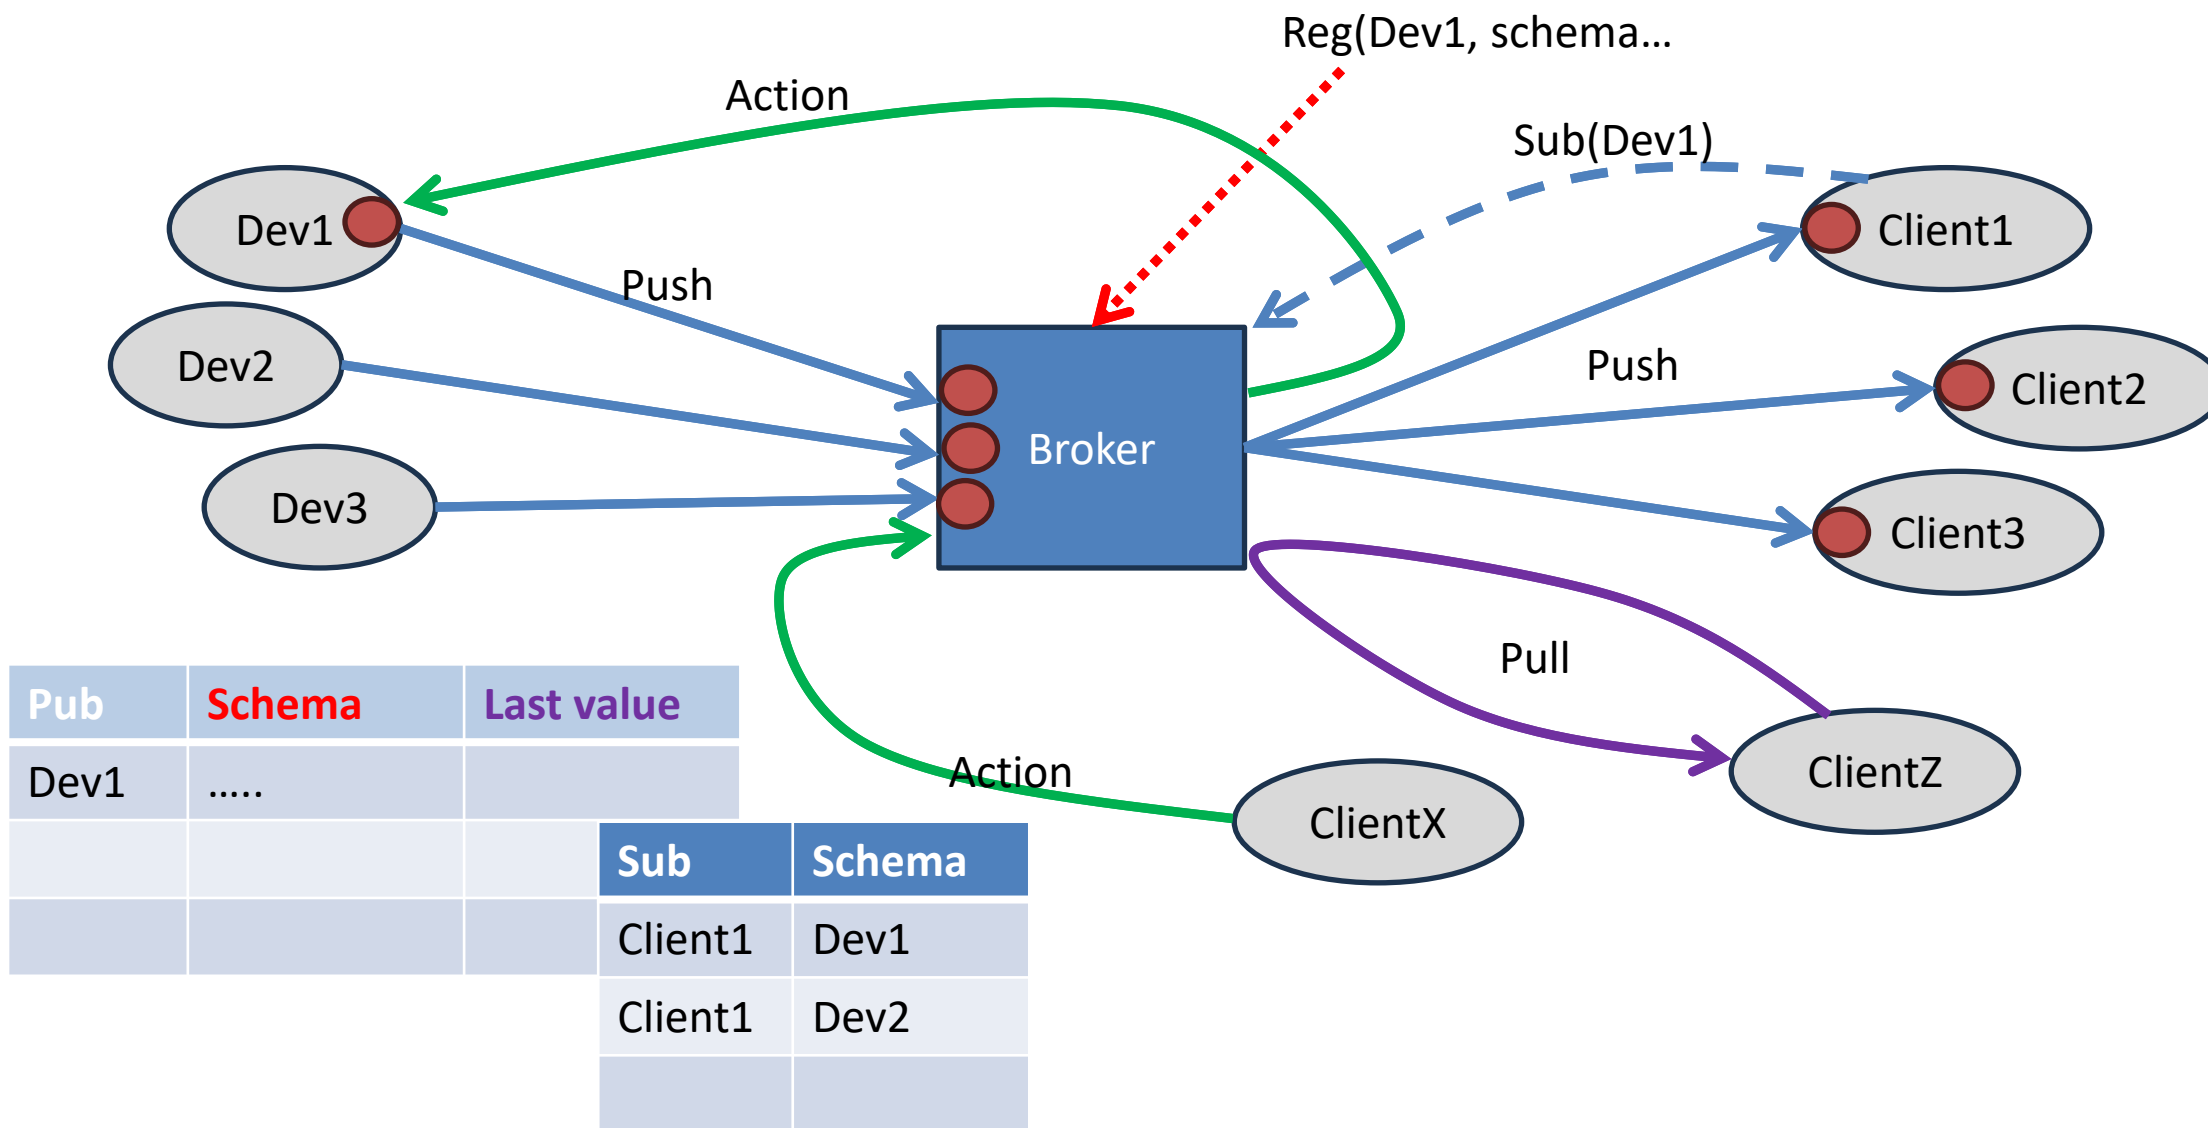 Reg(Dev1, schema…
Action
Sub(Dev1)
Dev1
Client1
Push
Dev2
Push
Client2
Broker
Dev3
Client3
Pull
Action
ClientX
ClientZ
Pub Schema Last value
Dev1 …..
Sub Schema
Client1 Dev1
Client1 Dev2